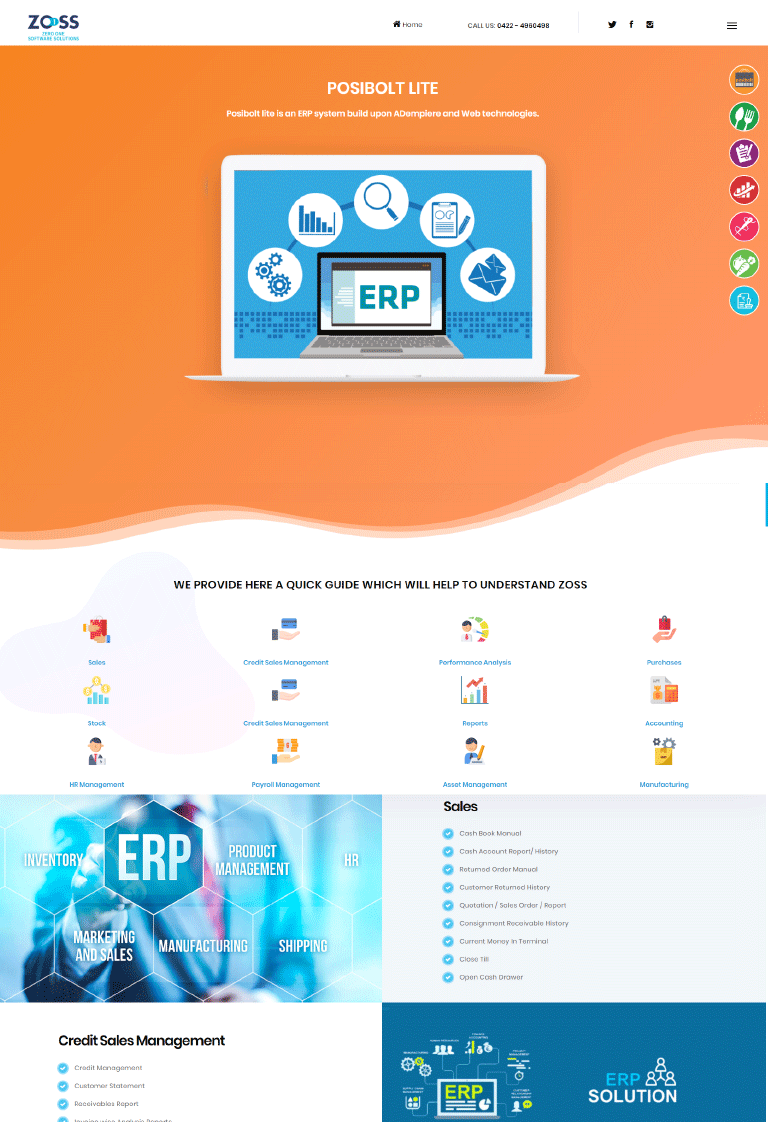 ZOSS
ZERO ONE
SOFTWARE SOLUTIONS
Home
CALL US: 0422 - 4960498
POSIBOLT LITE
Posibolt lite is an ERP system build upon ADempiere and Web technologies.
ERP
WE PROVIDE HERE A QUICK GUIDE WHICH WILL HELP TO UNDERSTAND ZOSS
Sales
Credit Sales Management
Performance Analysis
Purchases
Stock
Credit Sales Management
Reports
Accounting
HR Management
Payroll Management
Asset Management
Manufacturing
INVENTORY
ERP
PRODUCT
MANAGEMENT
HR
MARKETING
AND SALES
MANUFACTURING
SHIPPING
Sales
Cash Book Manual
Cash Account Report/ History
Returned Order Manual
Customer Returned History
Quotation / Sales Order / Report
Consignment Receivable History
Current Money In Terminal
Close Till
Open Cash Drawer
Credit Sales Management
Credit Management
Customer Statement
Receivables Report
Invoice wise Analysis Reports
ERP
ERP
SOLUTION